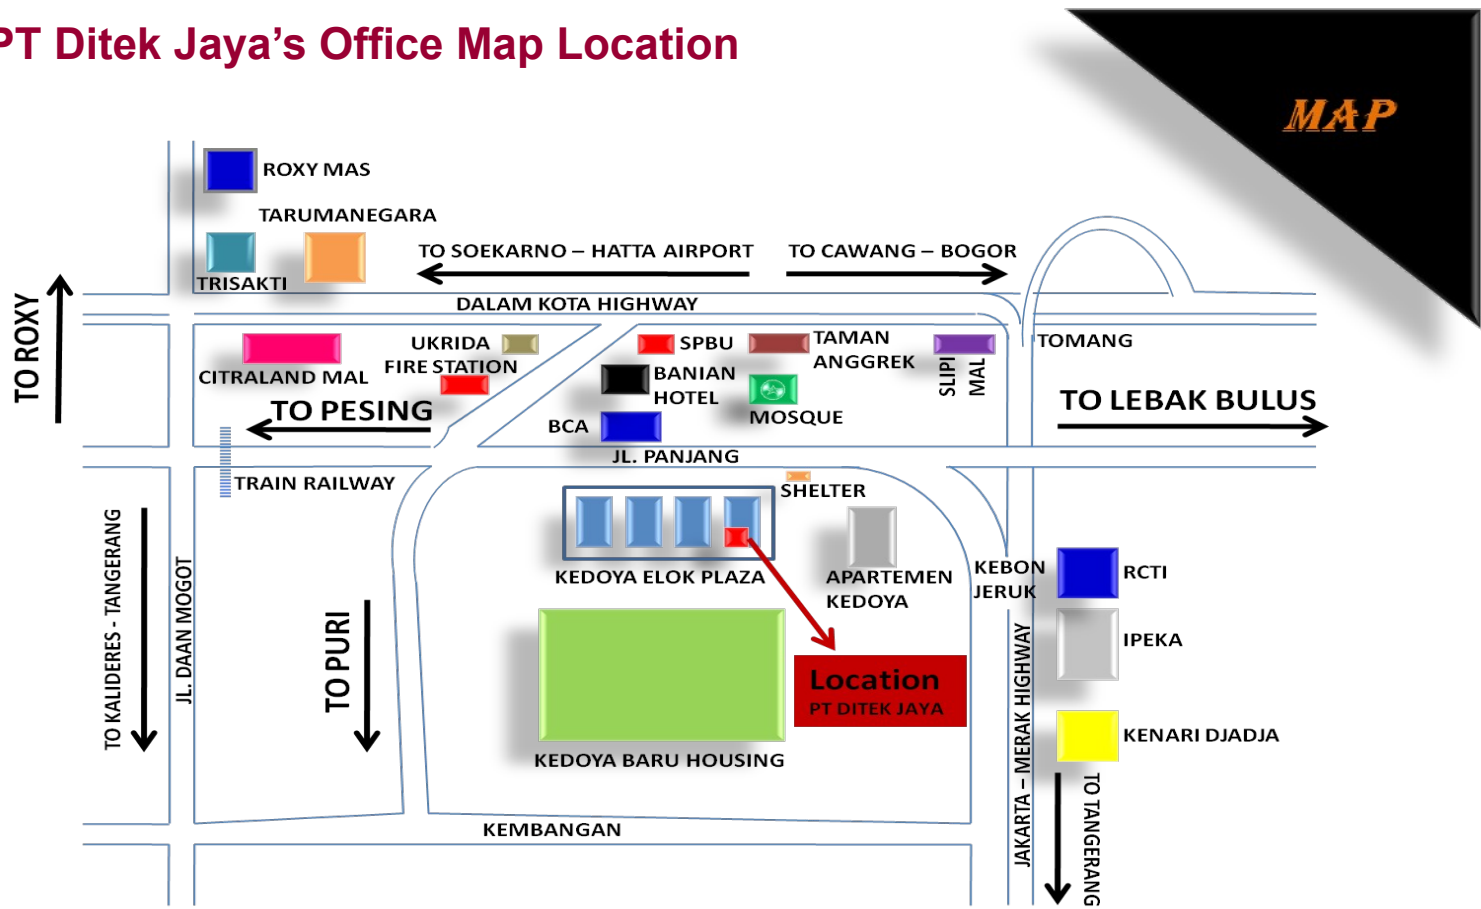 PT Ditek Jaya’s Office Map Location
MAP
ROXY MAS
TARUMANEGARA
TRISAKTI
TO SOEKARNO – HATTA AIRPORT
TO CAWANG – BOGOR
DALAM KOTA HIGHWAY
TO ROXY
CITRALAND MAL
UKRIDA
FIRE STATION
SPBU
TAMAN
ANGGREK
BANIAN
HOTEL
MOSQUE
SLIPI
MAL
TOMANG
TO PESING
BCA
TO LEBAK BULUS
JL. PANJANG
TRAIN RAILWAY
SHELTER
KEDOYA ELOK PLAZA
APARTEMEN
KEDOYA
KEBON
JERUK
RCTI
IPEKA
KENARI DJADJA
TO KALIDERES - TANGERANG
JL. DAAN MOGOT
TO PURI
Location
PT DITEK JAYA
KEDOYA BARU HOUSING
JAKARTA – MERAK HIGHWAY
TO TANGERANG
KEMBANGAN